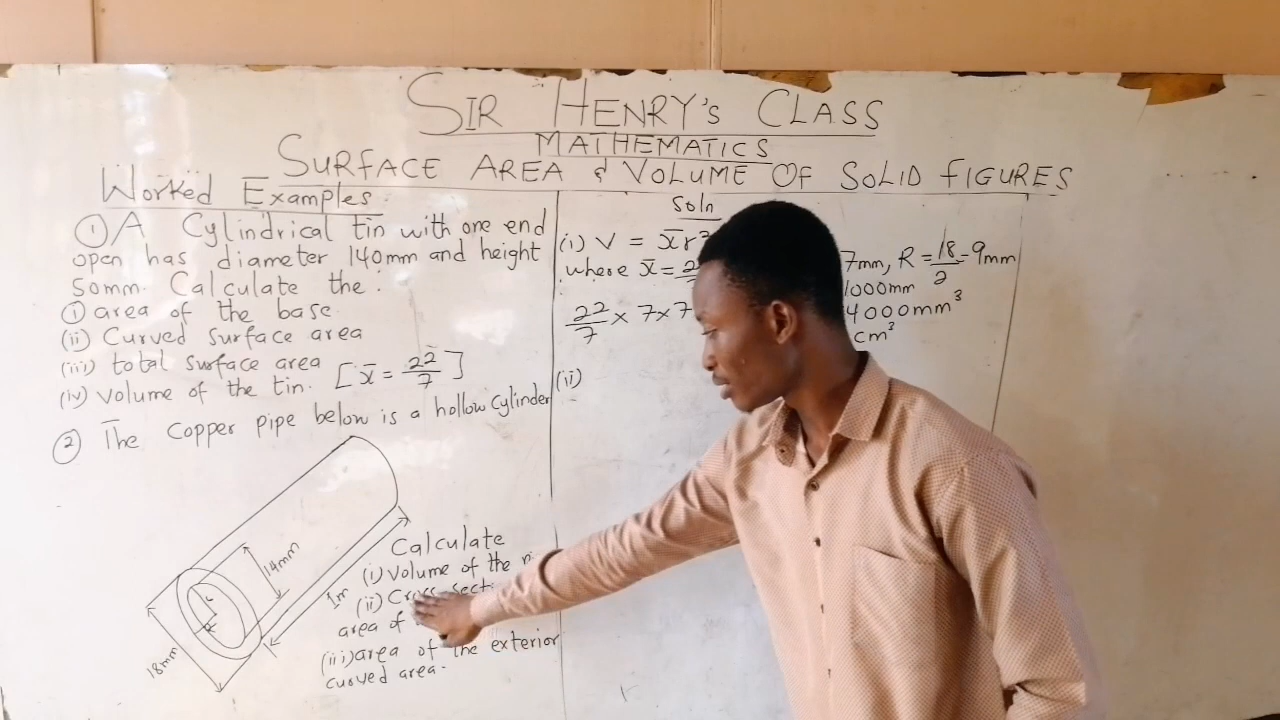 SIR HENRY'S CLASS
MATHEMATICS
SURFACE AREA & VOLUME OF SOLID FIGURES
Worked Examples
① A Cylindrical tin with one end
open has diameter 140mm and height
50mm. Calculate the:
① area of the base.
(ii) Curved surface area
(iii) total surface area
(iv) volume of the tin. [π = 22/7]
② The Copper pipe below is a hollow cylinder
14mm
1m
18mm
r
R
Calculate
(i) Volume of the
(ii) Cross
area of
(iii) area of the exterior
curved area.
Soln
(i) V = πr²
7mm, R = 18/2 = 9mm
where π =
1000mm
22/7 × 7 × 7
4000mm³
cm³
(ii)